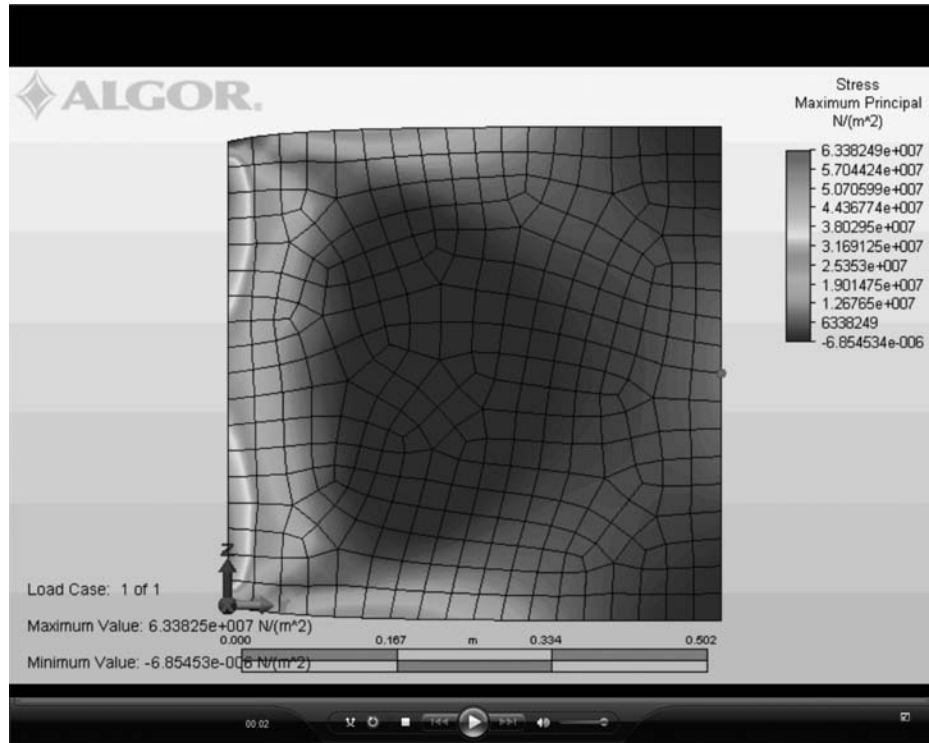 ALGOR.
Stress
Maximum Principal
N/(m^2)
6.338249e+007
5.704424e+007
5.070599e+007
4.436774e+007
3.80295e+007
3.169125e+007
2.5353e+007
1.901475e+007
1.26765e+007
6338249
-6.854534e-006
Z
Y
Load Case: 1 of 1
Maximum Value: 6.33825e+007 N/(m^2)
0.000 0.167 m 0.334 0.502
Minimum Value: -6.85453e-006 N/(m^2)
00:02